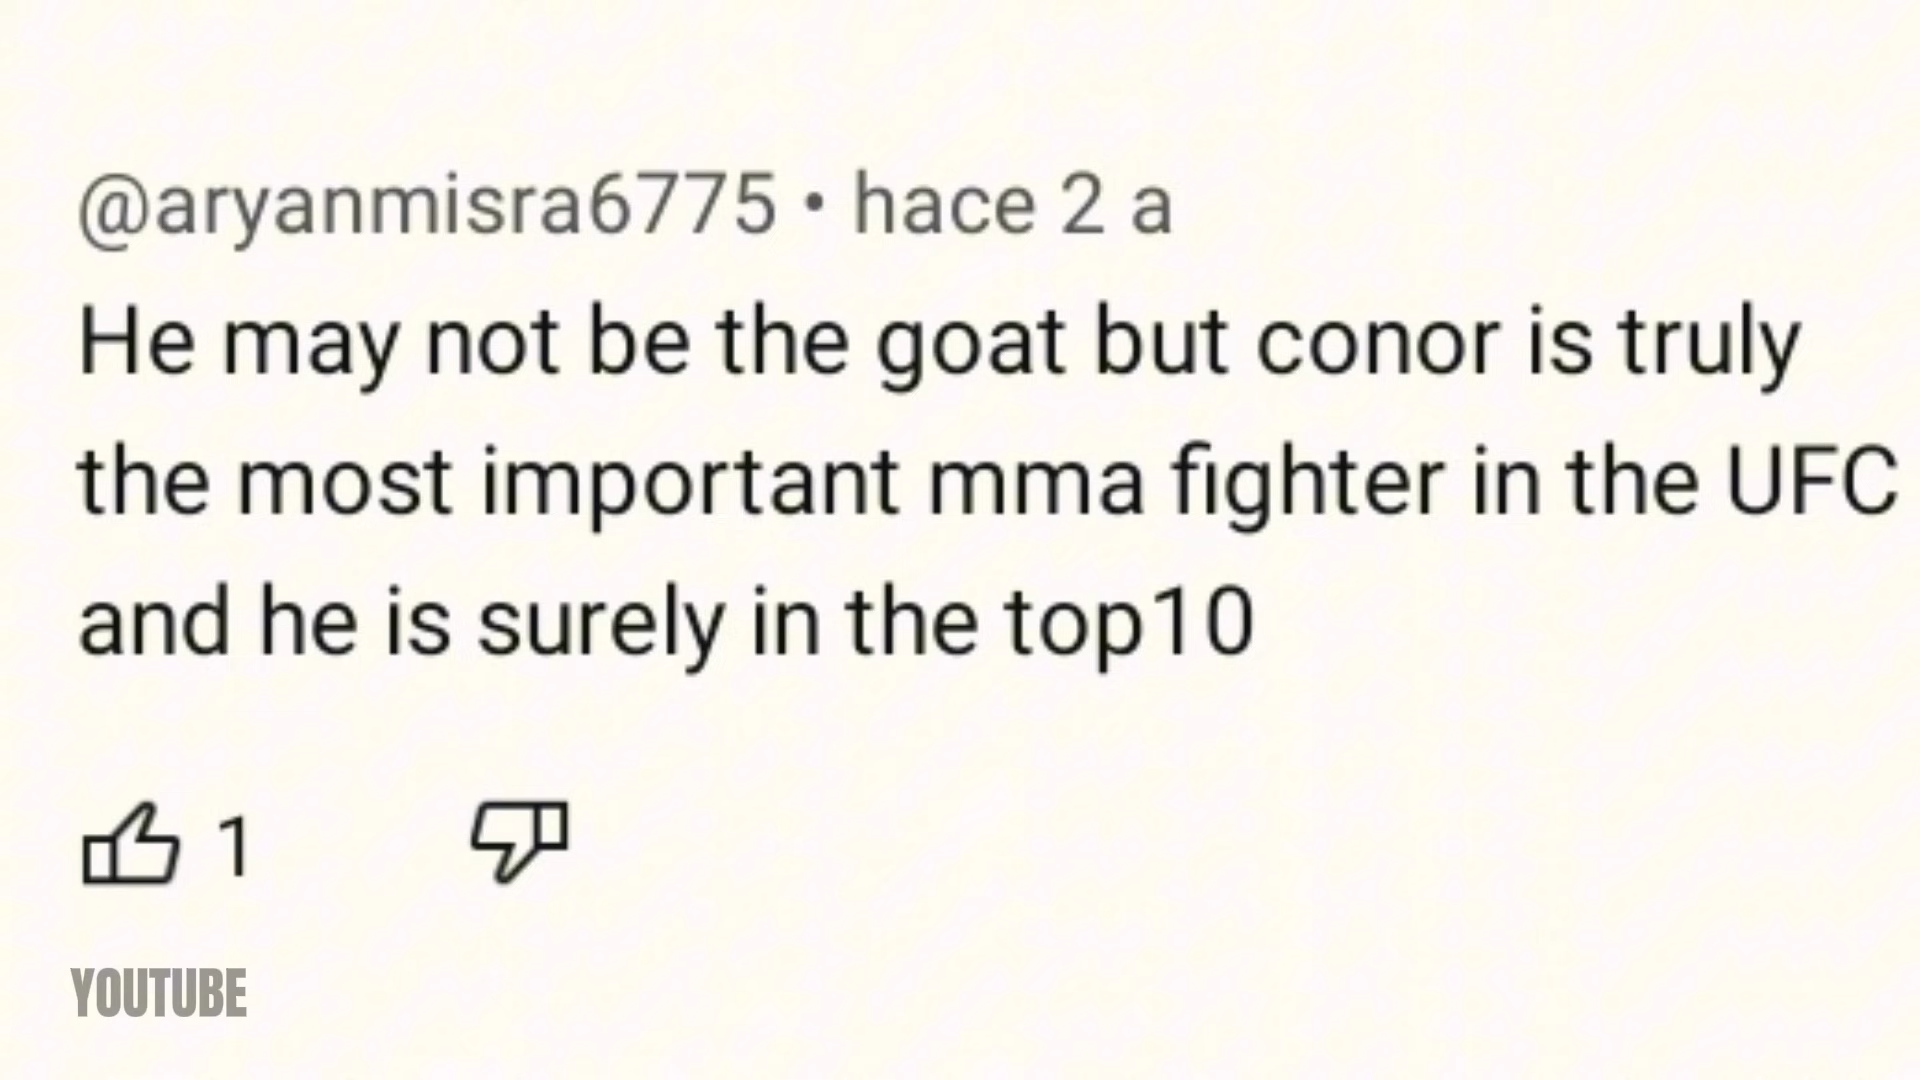 @aryanmisra6775 • hace 2 a
He may not be the goat but conor is truly
the most important mma fighter in the UFC
and he is surely in the top10
1
YOUTUBE